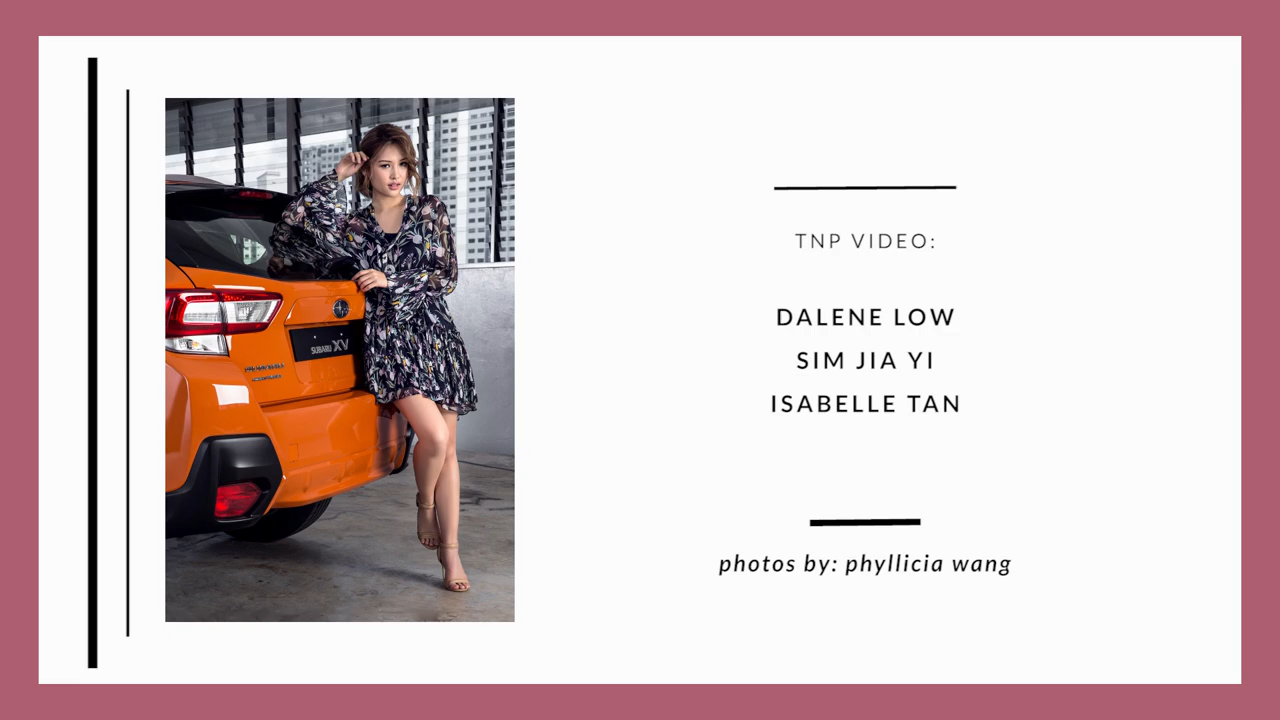 SUBARU XV
TNP VIDEO:
DALENE LOW
SIM JIA YI
ISABELLE TAN
photos by: phyllicia wang